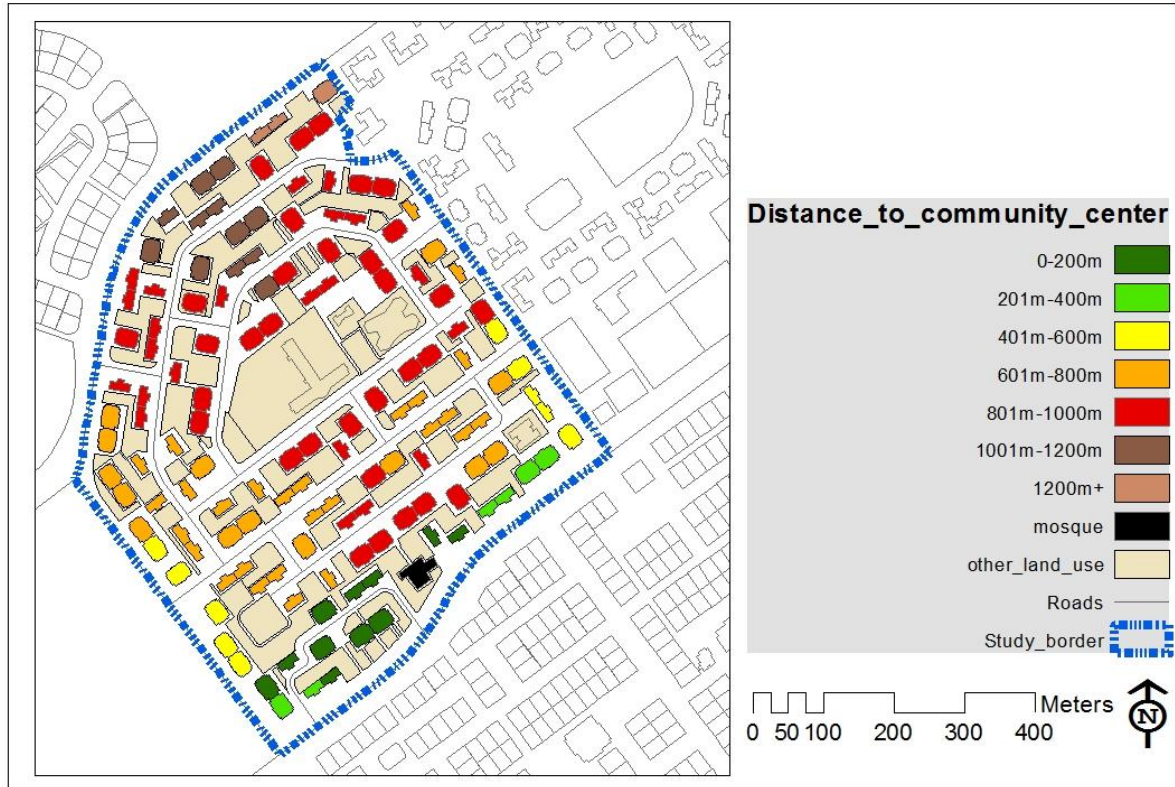 Distance_to_community_center
0-200m
201m-400m
401m-600m
601m-800m
801m-1000m
1001m-1200m
1200m+
mosque
other_land_use
Roads
Study_border
Meters
0 50 100 200 300 400
N